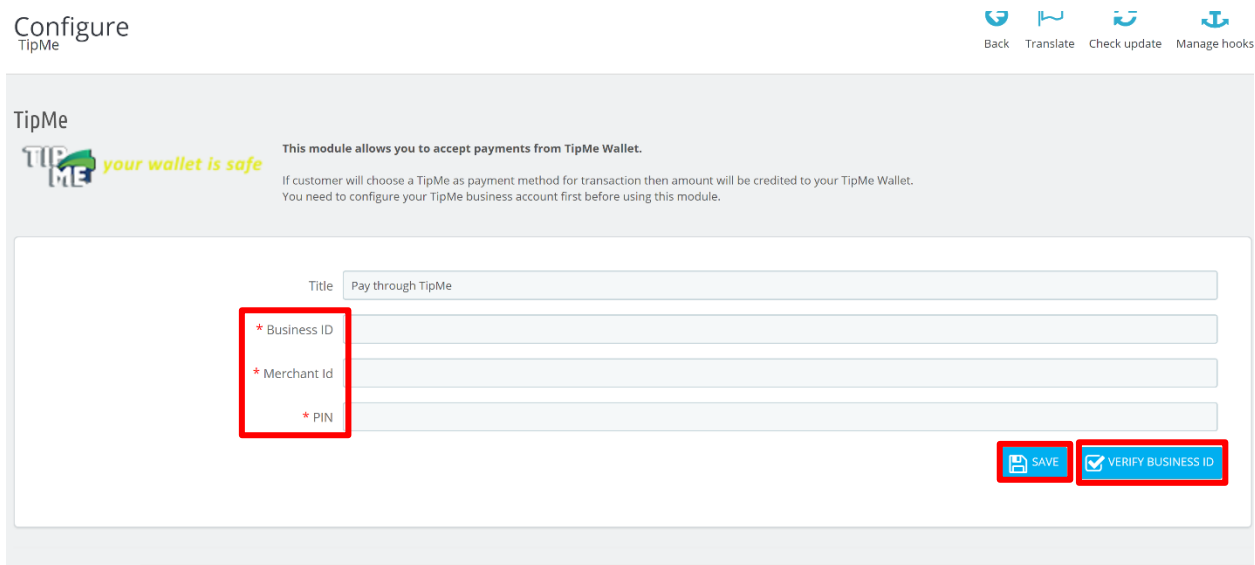 Configure
TipMe
Back Translate Check update Manage hooks
TipMe
TIP
ME
your wallet is safe
This module allows you to accept payments from TipMe Wallet.
If customer will choose a TipMe as payment method for transaction then amount will be credited to your TipMe Wallet.
You need to configure your TipMe business account first before using this module.
Title Pay through TipMe
* Business ID
* Merchant Id
* PIN
SAVE VERIFY BUSINESS ID